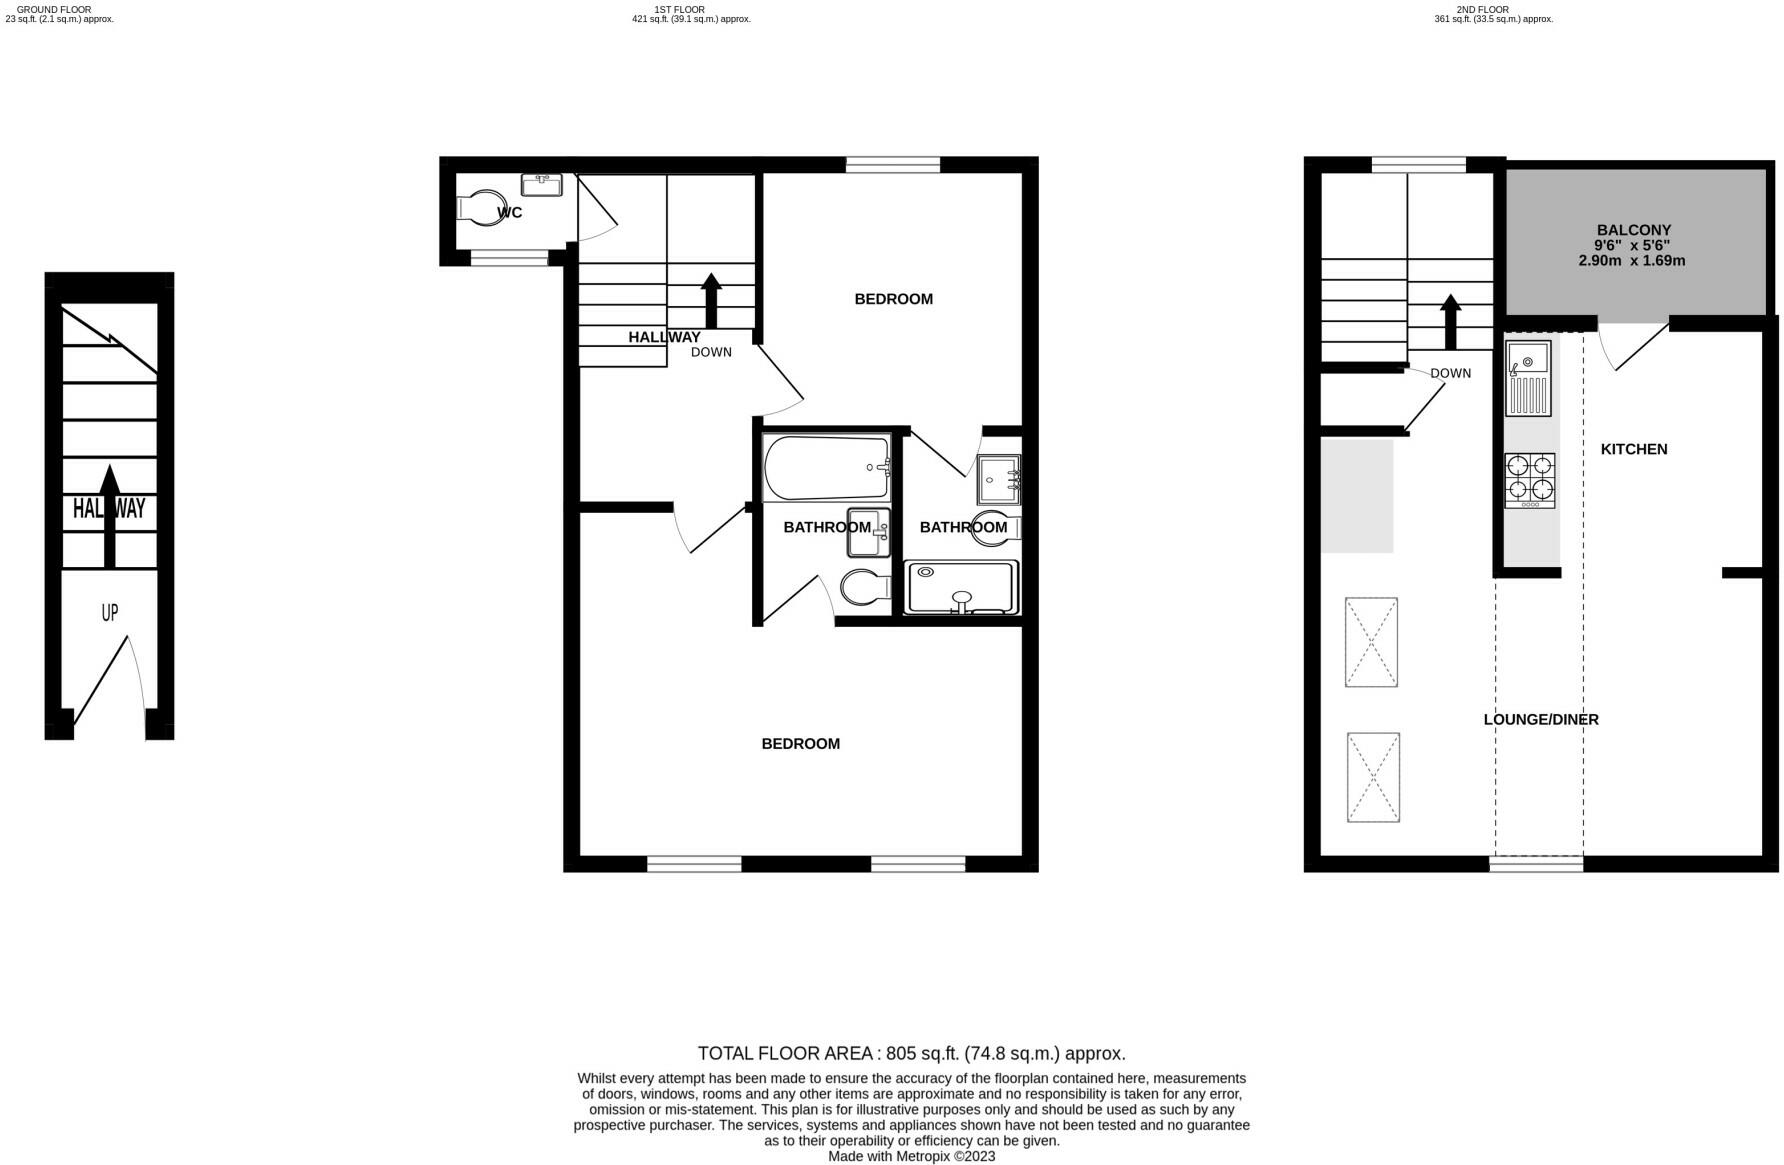 GROUND FLOOR
23 sq.ft. (2.1 sq.m.) approx.
1ST FLOOR
421 sq.ft. (39.1 sq.m.) approx.
2ND FLOOR
361 sq.ft. (33.5 sq.m.) approx.
HALLWAY
UP
WC
HALLWAY
DOWN
BEDROOM
BATHROOM
BATHROOM
BEDROOM
BALCONY
9'6" x 5'6"
2.90m x 1.69m
DOWN
KITCHEN
LOUNGE/DINER
TOTAL FLOOR AREA : 805 sq.ft. (74.8 sq.m.) approx.
Whilst every attempt has been made to ensure the accuracy of the floorplan contained here, measurements
of doors, windows, rooms and any other items are approximate and no responsibility is taken for any error,
omission or mis-statement. This plan is for illustrative purposes only and should be used as such by any
prospective purchaser. The services, systems and appliances shown have not been tested and no guarantee
as to their operability or efficiency can be given.
Made with Metropix ©2023